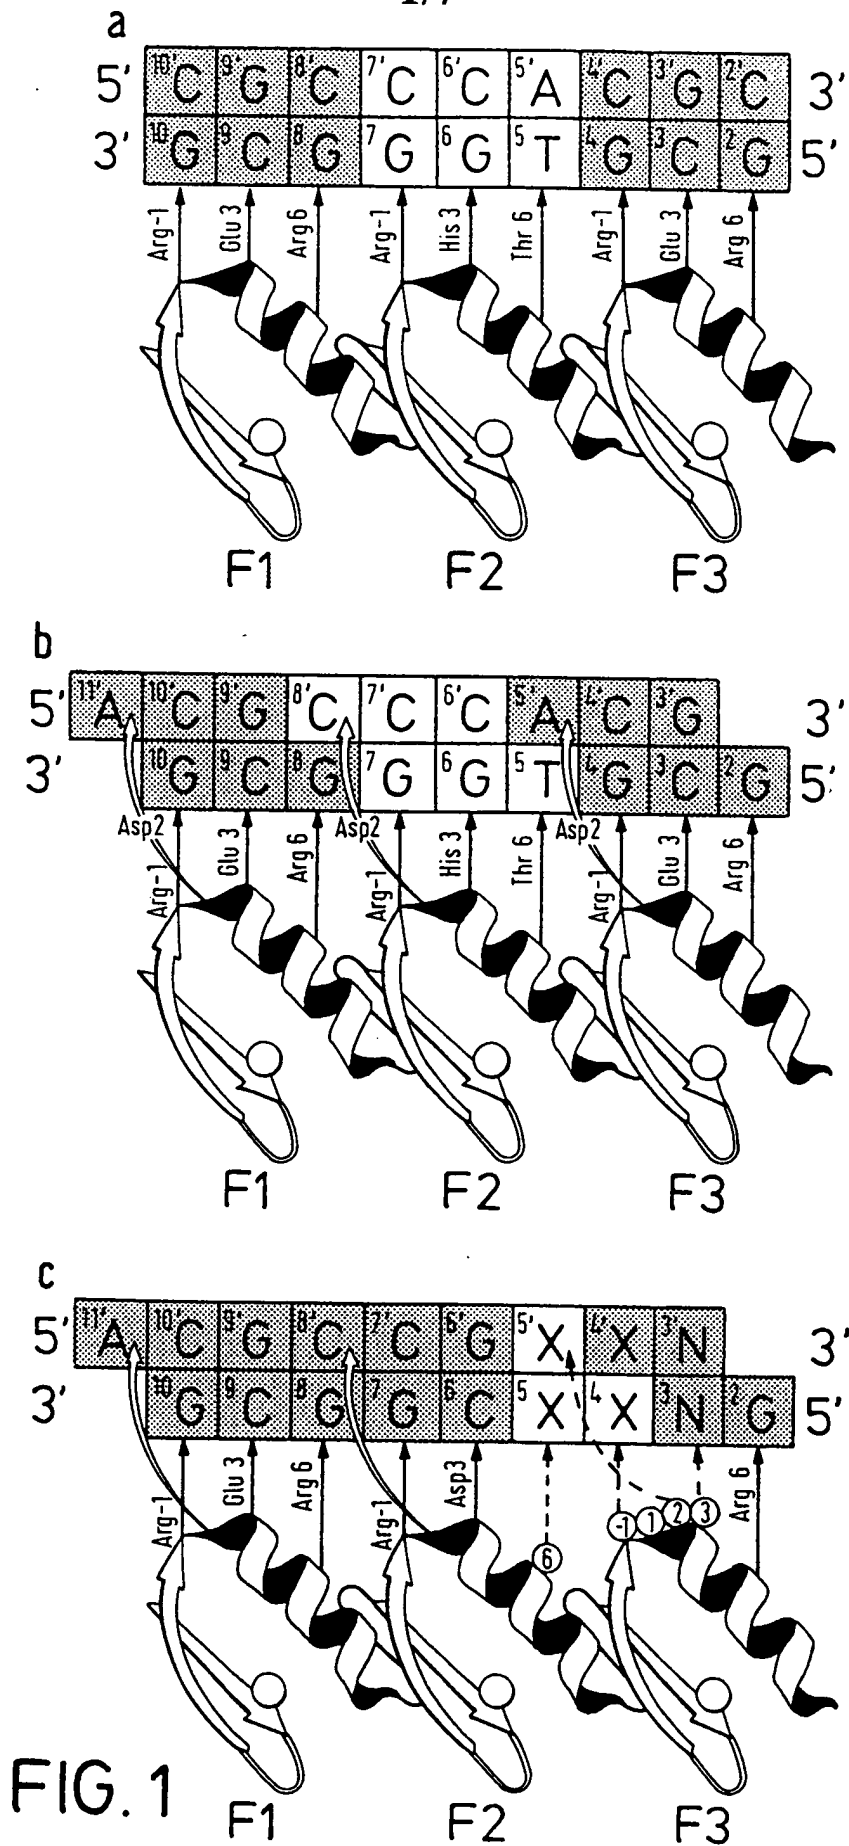 a
5' 10'C 9'G 8'C 7'C 6'C 5'A 4'C 3'G 2'C 3'
3' 10G 9C 8G 7G 6G 5T 4G 3C 2G 5'
Arg-1 Glu 3 Arg 6 Arg-1 His 3 Thr 6 Arg-1 Glu 3 Arg 6
F1 F2 F3
b
5' 11'A 10'C 9'G 8'C 7'C 6'C 5'A 4'C 3'G 3'
3' 10G 9C 8G 7G 6G 5T 4G 3C 2G 5'
Asp2 Asp2 Asp2
Arg-1 Glu 3 Arg 6 Arg-1 His 3 Thr 6 Arg-1 Glu 3 Arg 6
F1 F2 F3
c
5' 11'A 10'C 9'G 8'C 7'C 6'G 5'X 4'X 3'N 3'
3' 10G 9C 8G 7G 6C 5X 4X 3N 2G 5'
Arg-1 Glu 3 Arg 6 Arg-1 Asp3 Arg 6
-1 1 2 3
6
F1 F2 F3
FIG. 1